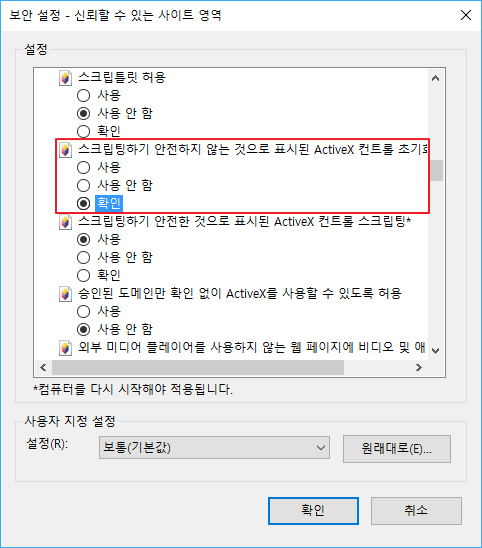 보안 설정 - 신뢰할 수 있는 사이트 영역
설정
스크립틀릿 허용
사용
사용 안 함
확인
스크립팅하기 안전하지 않는 것으로 표시된 ActiveX 컨트롤 초기화
사용
사용 안 함
확인
스크립팅하기 안전한 것으로 표시된 ActiveX 컨트롤 스크립팅*
사용
사용 안 함
확인
승인된 도메인만 확인 없이 ActiveX를 사용할 수 있도록 허용
사용
사용 안 함
외부 미디어 플레이어를 사용하지 않는 웹 페이지에 비디오 및 애
*컴퓨터를 다시 시작해야 적용됩니다.
사용자 지정 설정
설정(R):
보통(기본값)
원래대로(E)...
확인
취소